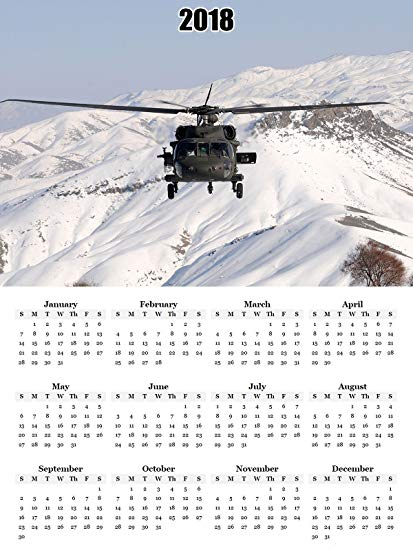 2018
January
S M T W Th F S
1 2 3 4 5 6
7 8 9 10 11 12 13
14 15 16 17 18 19 20
21 22 23 24 25 26 27
28 29 30 31
February
S M T W Th F S
1 2 3
4 5 6 7 8 9 10
11 12 13 14 15 16 17
18 19 20 21 22 23 24
25 26 27 28
March
S M T W Th F S
1 2 3
4 5 6 7 8 9 10
11 12 13 14 15 16 17
18 19 20 21 22 23 24
25 26 27 28 29 30 31
April
S M T W Th F S
1 2 3 4 5 6 7
8 9 10 11 12 13 14
15 16 17 18 19 20 21
22 23 24 25 26 27 28
29 30
May
S M T W Th F S
1 2 3 4 5
6 7 8 9 10 11 12
13 14 15 16 17 18 19
20 21 22 23 24 25 26
27 28 29 30 31
June
S M T W Th F S
1 2
3 4 5 6 7 8 9
10 11 12 13 14 15 16
17 18 19 20 21 22 23
24 25 26 27 28 29 30
July
S M T W Th F S
1 2 3 4 5 6 7
8 9 10 11 12 13 14
15 16 17 18 19 20 21
22 23 24 25 26 27 28
29 30 31
August
S M T W Th F S
1 2 3 4
5 6 7 8 9 10 11
12 13 14 15 16 17 18
19 20 21 22 23 24 25
26 27 28 29 30 31
September
S M T W Th F S
1
2 3 4 5 6 7 8
9 10 11 12 13 14 15
16 17 18 19 20 21 22
23 24 25 26 27 28 29
30
October
S M T W Th F S
1 2 3 4 5 6
7 8 9 10 11 12 13
14 15 16 17 18 19 20
21 22 23 24 25 26 27
28 29 30 31
November
S M T W Th F S
1 2 3
4 5 6 7 8 9 10
11 12 13 14 15 16 17
18 19 20 21 22 23 24
25 26 27 28 29 30
December
S M T W Th F S
1
2 3 4 5 6 7 8
9 10 11 12 13 14 15
16 17 18 19 20 21 22
23 24 25 26 27 28 29
30 31